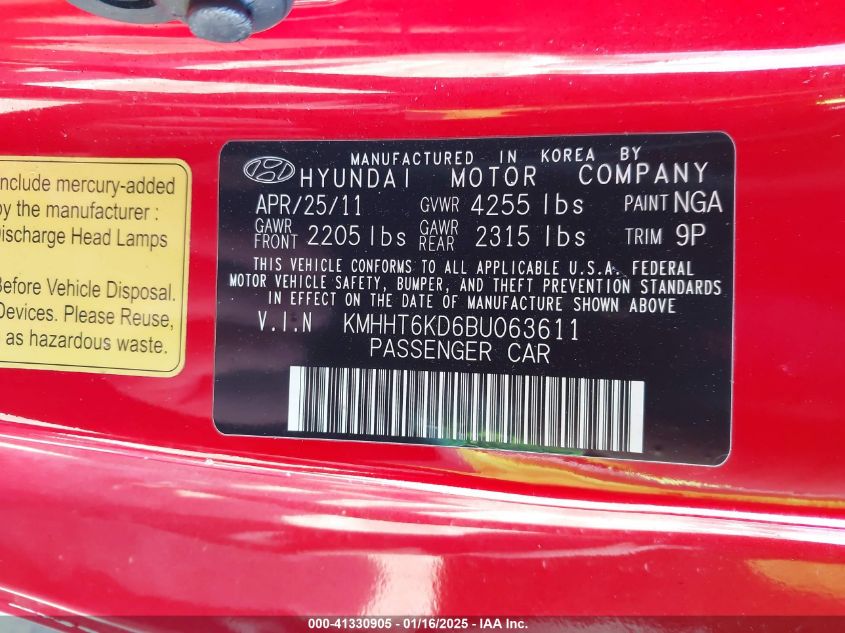 include mercury-added
by the manufacturer :
Discharge Head Lamps
Before Vehicle Disposal.
Devices. Please Reuse,
as hazardous waste.
MANUFACTURED IN KOREA BY
HYUNDAI MOTOR COMPANY
APR/25/11 GVWR 4255 lbs PAINT NGA
GAWR FRONT 2205 lbs GAWR REAR 2315 lbs TRIM 9P
THIS VEHICLE CONFORMS TO ALL APPLICABLE U.S.A. FEDERAL
MOTOR VEHICLE SAFETY, BUMPER, AND THEFT PREVENTION STANDARDS
IN EFFECT ON THE DATE OF MANUFACTURE SHOWN ABOVE
V.I.N KMHHT6KD6BU063611
PASSENGER CAR
000-41330905 - 01/16/2025 - IAA Inc.